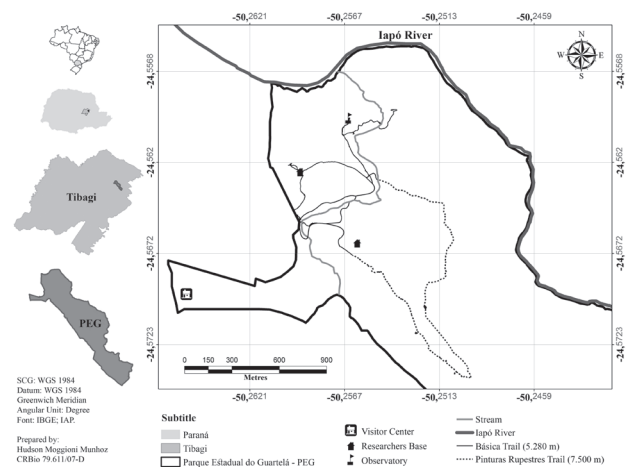 -50,2621 -50,2567 -50,2513 -50,2459
Iapó River
N
W E
S
-24,5568 -24,5568
-24,562 -24,562
-24,5672 -24,5672
-24,5723 -24,5723
Tibagi
PEG
0 150 300 600 900
Metres
-50,2621 -50,2567 -50,2513 -50,2459
SCG: WGS 1984
Datum: WGS 1984
Greenwich Meridian
Angular Unit: Degree
Font: IBGE; IAP.
Prepared by:
Hudson Moggioni Munhoz
CRBio 79.611/07-D
Subtitle
Paraná
Tibagi
Parque Estadual do Guartelá - PEG
Visitor Center
Researchers Base
Observatory
Stream
Iapó River
Básica Trail (5.280 m)
Pinturas Rupestres Trail (7.500 m)